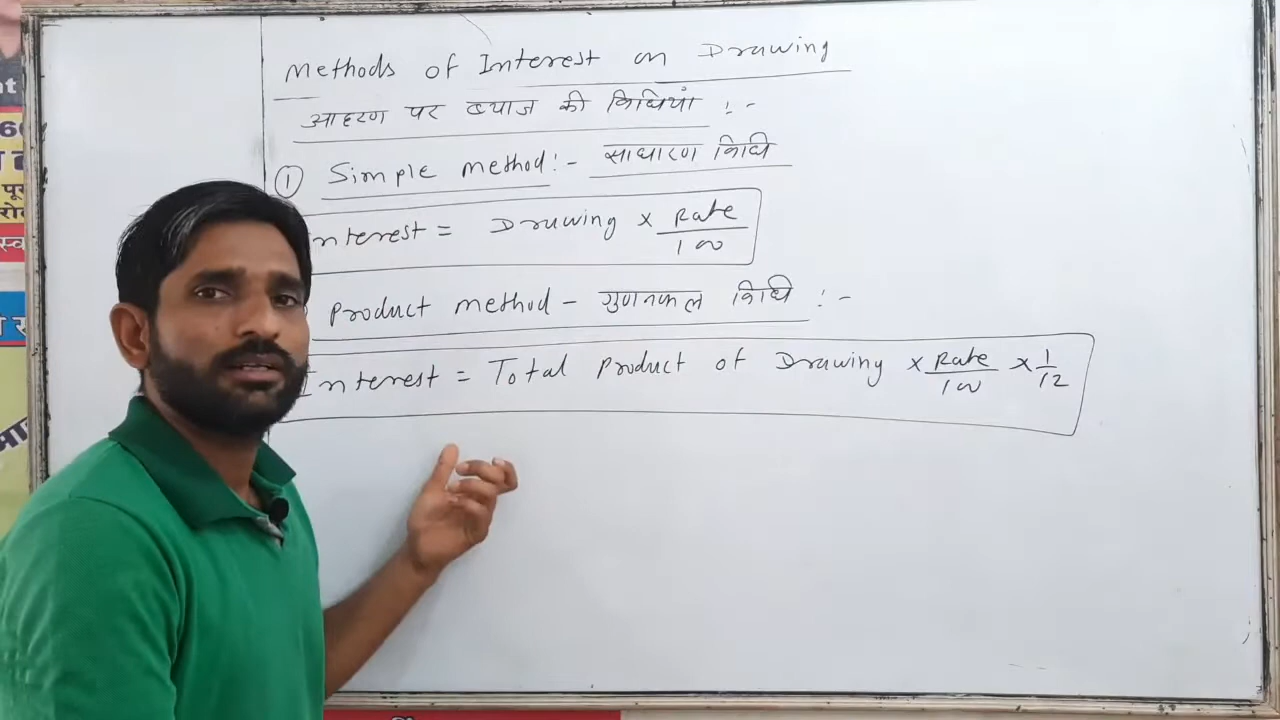 Methods of Interest on Drawing
आहरण पर ब्याज की विधियां :-
① Simple method :- साधारण विधि
Interest = Drawing × Rate/100
Product method - गुणनफल विधि :-
Interest = Total Product of Drawing × Rate/100 × 1/12